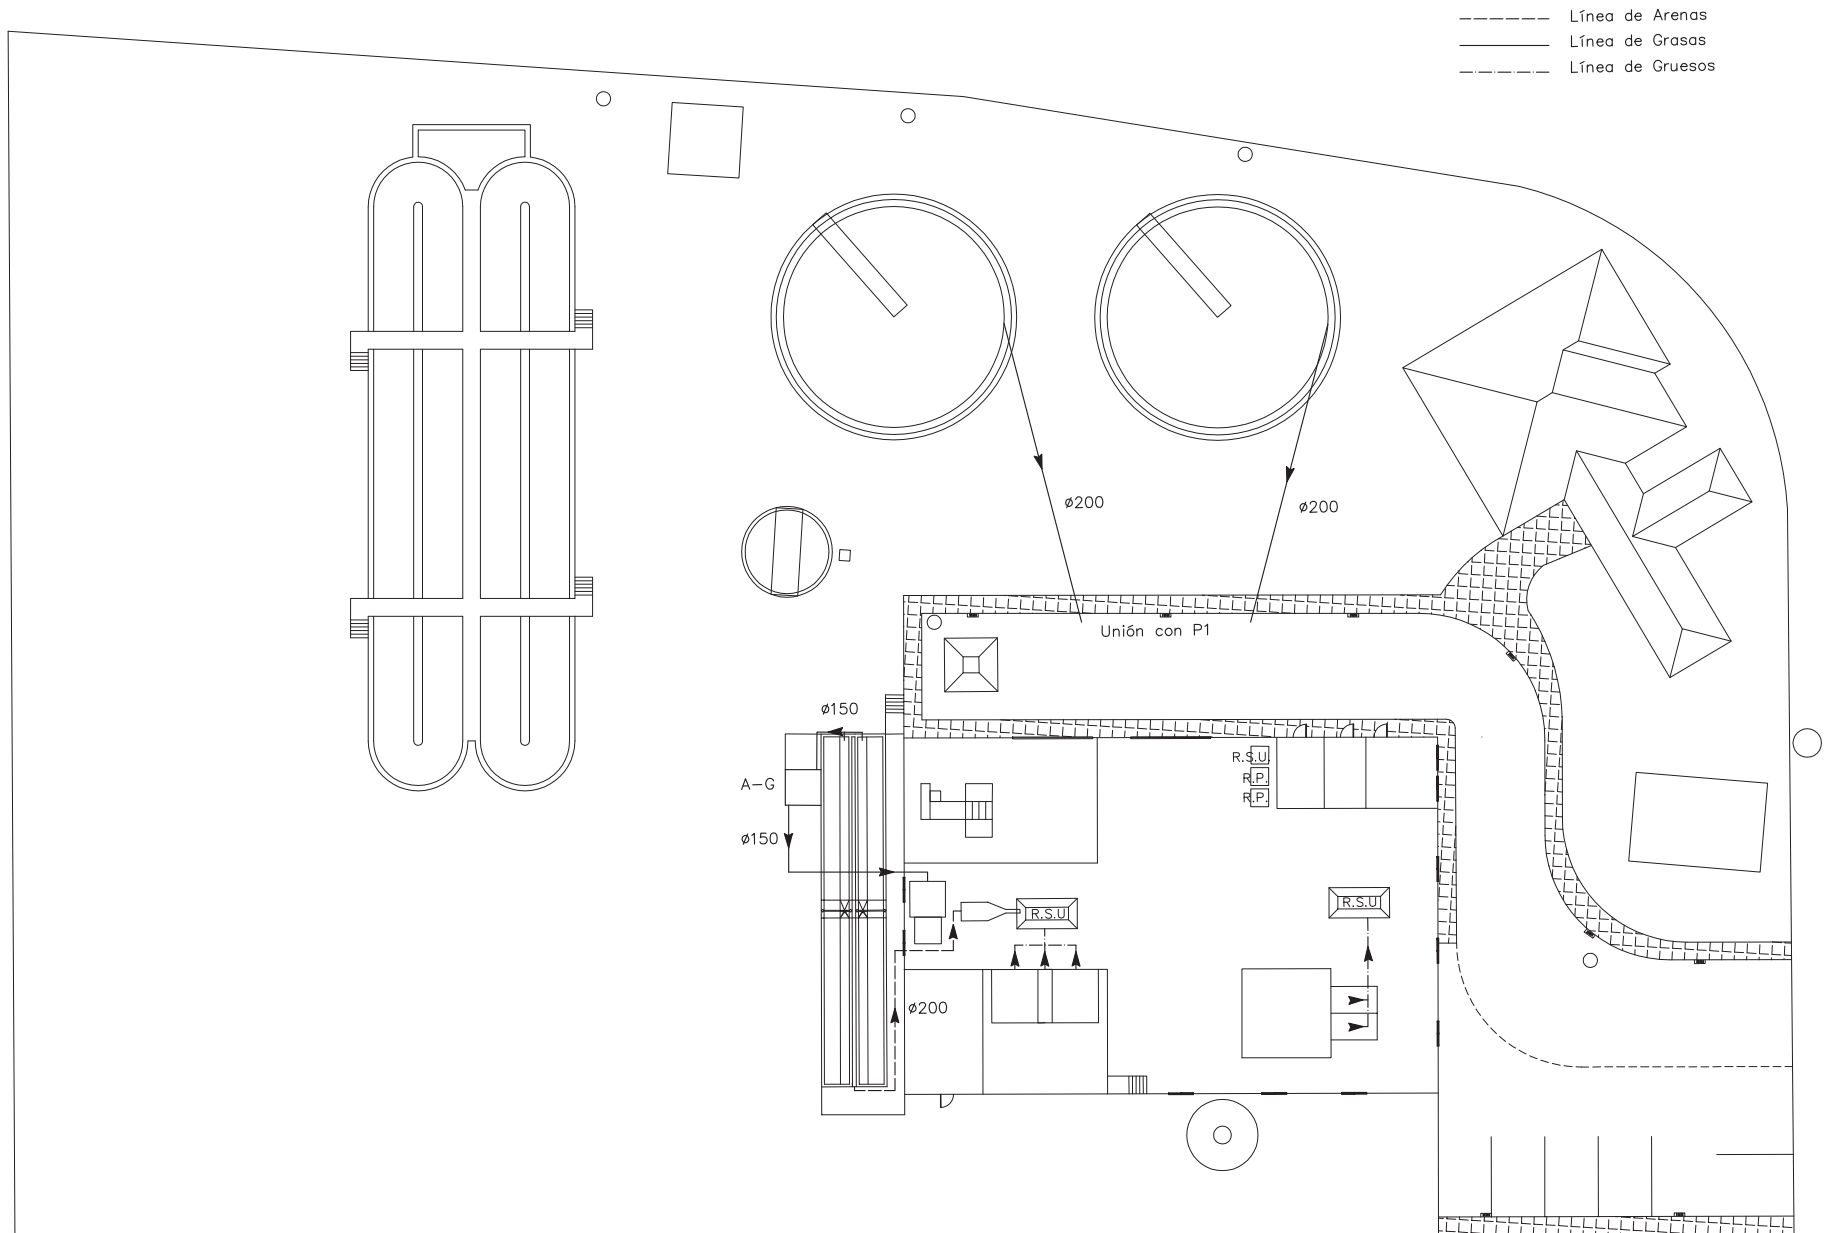 Línea de Arenas
Línea de Grasas
Línea de Gruesos
ø200
ø200
Unión con P1
ø150
R.S.U.
R.P.
R.P.
A-G
ø150
R.S.U
R.S.U
ø200